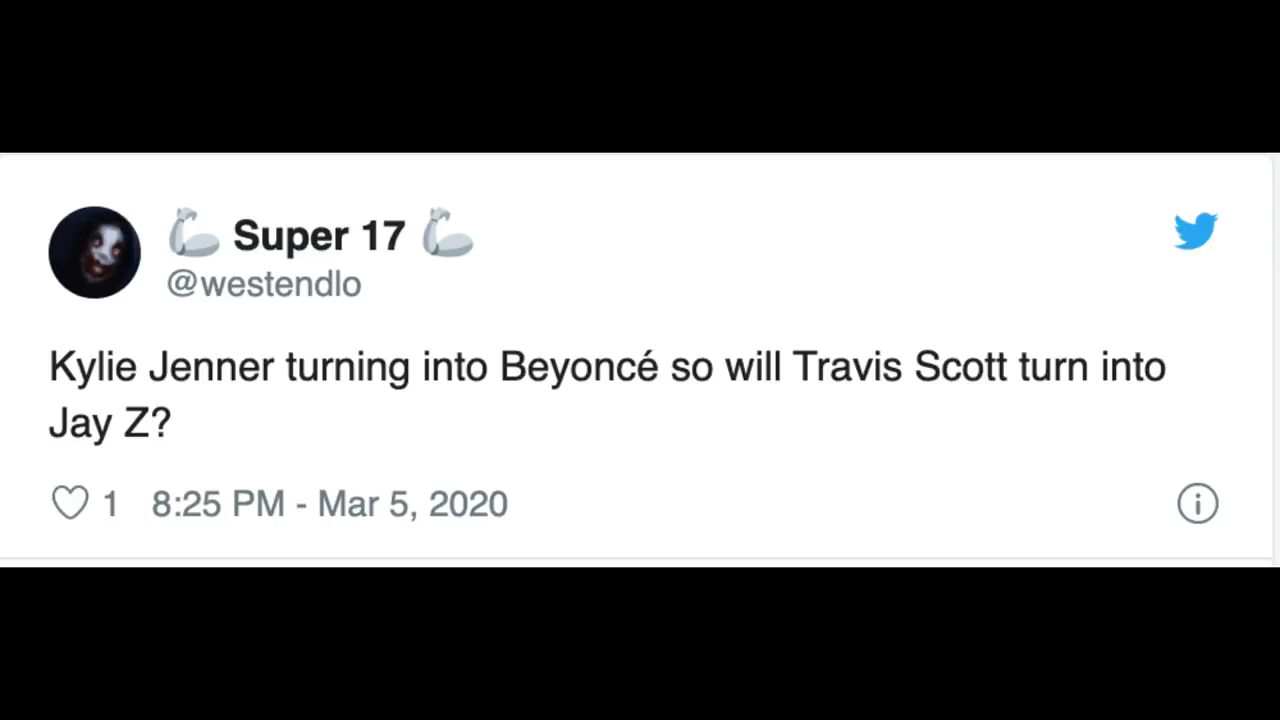 🦾 Super 17 🦾
@westendlo
Kylie Jenner turning into Beyoncé so will Travis Scott turn into
Jay Z?
1 8:25 PM - Mar 5, 2020